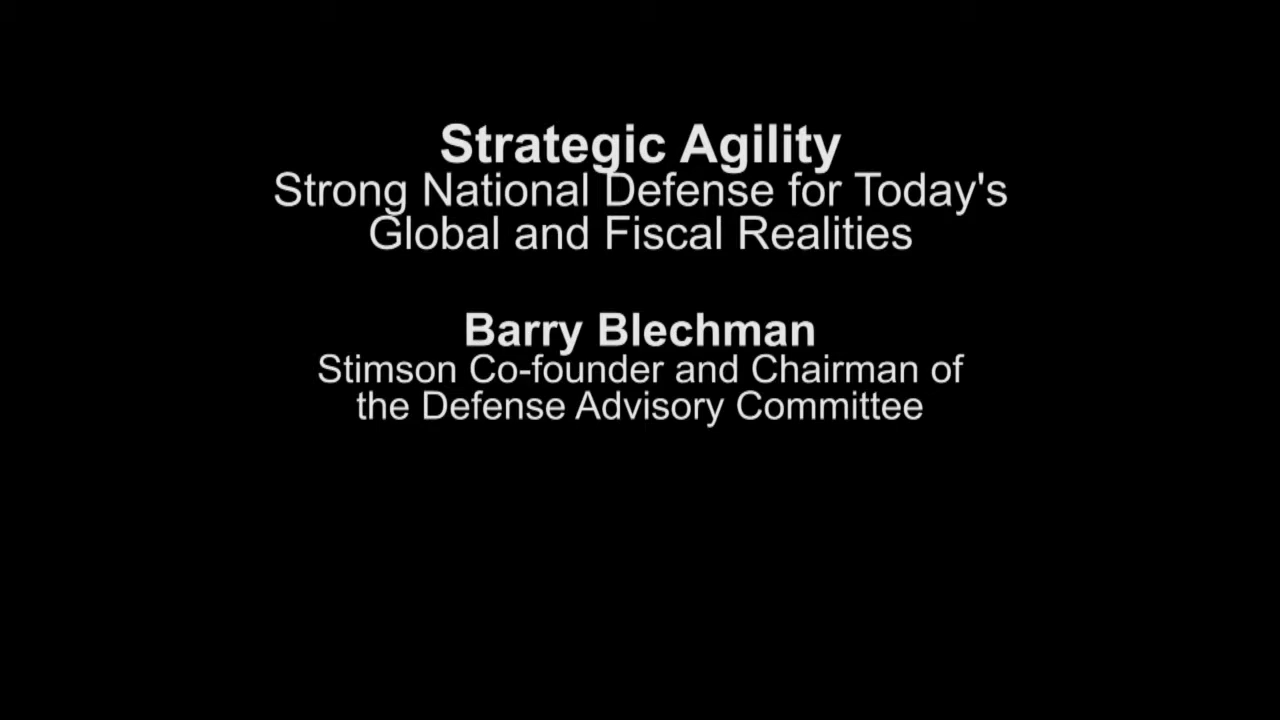 Strategic Agility
Strong National Defense for Today's
Global and Fiscal Realities
Barry Blechman
Stimson Co-founder and Chairman of
the Defense Advisory Committee